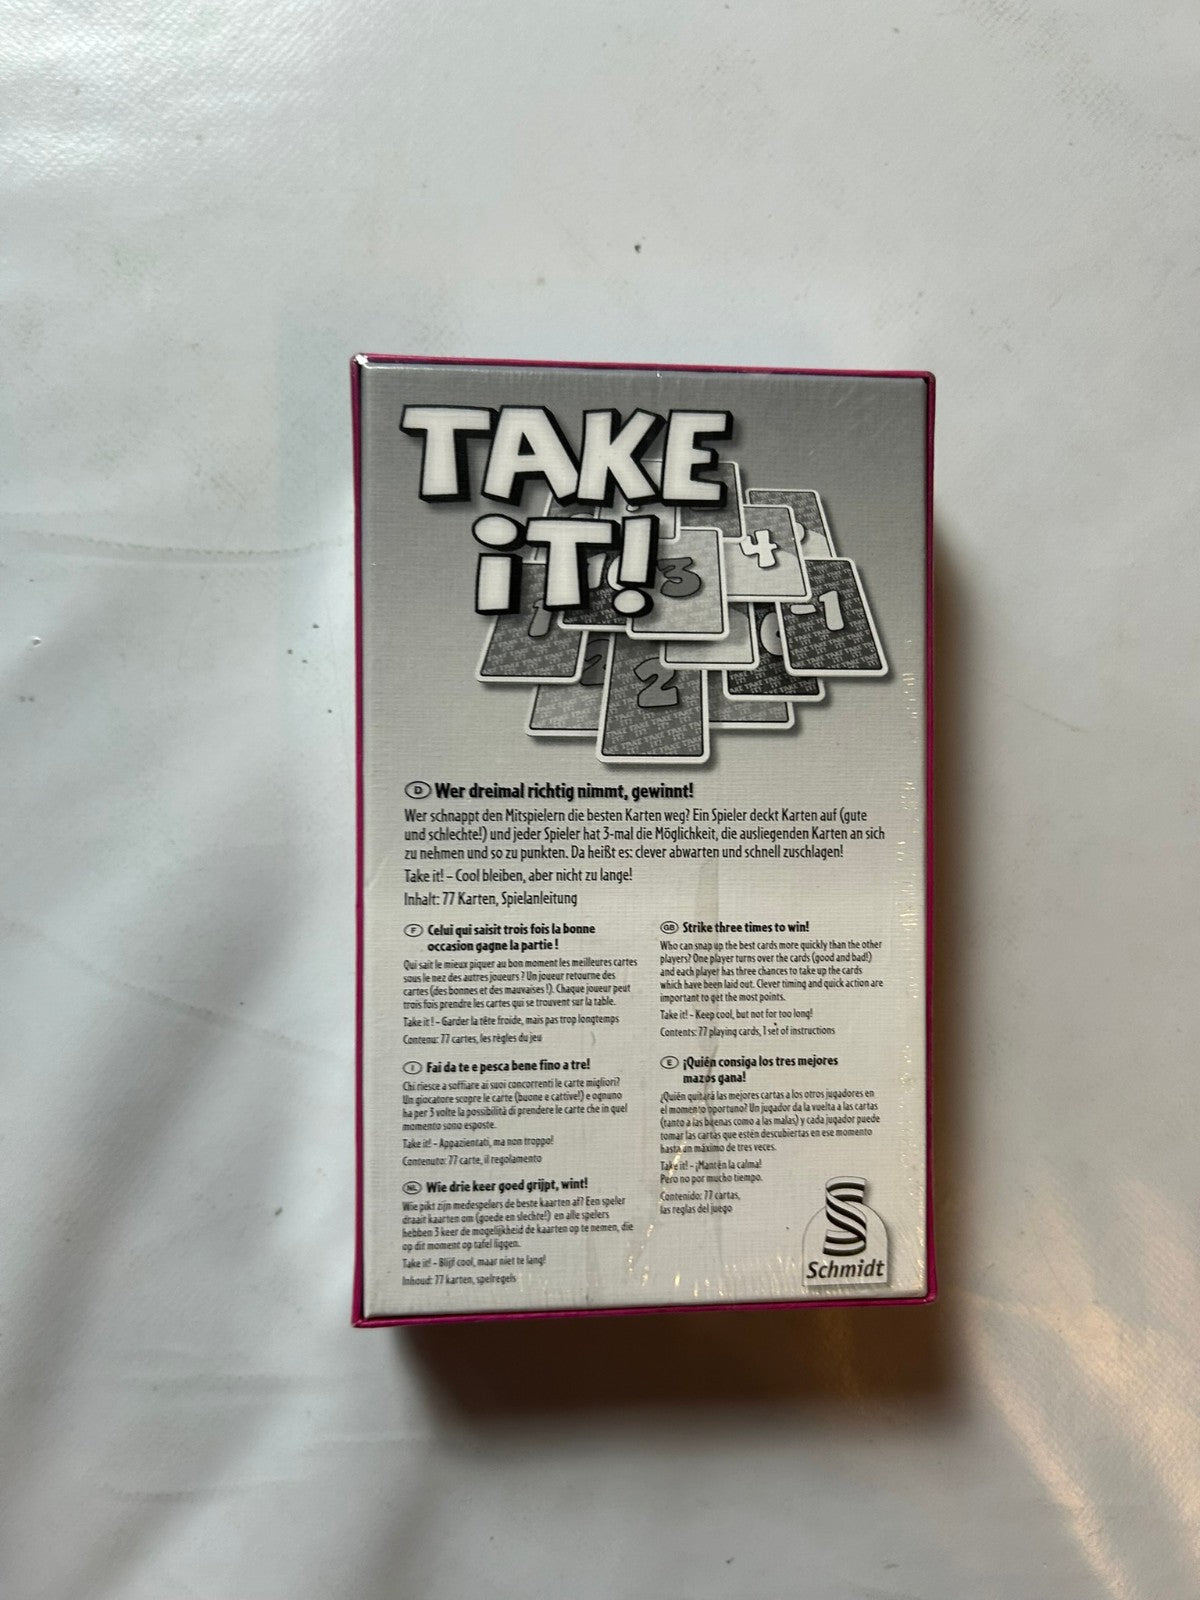 TAKE
iT!
3
4
-1
1
2
2
D Wer dreimal richtig nimmt, gewinnt!
Wer schnappt den Mitspielern die besten Karten weg? Ein Spieler deckt Karten auf (gute
und schlechte!) und jeder Spieler hat 3-mal die Möglichkeit, die ausliegenden Karten an sich
zu nehmen und so zu punkten. Da heißt es: clever abwarten und schnell zuschlagen!
Take it! – Cool bleiben, aber nicht zu lange!
Inhalt: 77 Karten, Spielanleitung
F Celui qui saisit trois fois la bonne
occasion gagne la partie !
Qui sait le mieux piquer au bon moment les meilleures cartes
sous le nez des autres joueurs ? Un joueur retourne des
cartes (des bonnes et des mauvaises !). Chaque joueur peut
trois fois prendre les cartes qui se trouvent sur la table.
Take it ! – Garder la tête froide, mais pas trop longtemps
Contenu: 77 cartes, les règles du jeu
I Fai da te e pesca bene fino a tre!
Chi riesce a soffiare ai suoi concorrenti le carte migliori?
Un giocatore scopre le carte (buone e cattive!) e ognuno
ha per 3 volte la possibilità di prendere le carte che in quel
momento sono esposte.
Take it! – Appazientati, ma non troppo!
Contenuto: 77 carte, il regolamento
NL Wie drie keer goed grijpt, wint!
Wie pikt zijn medespelers de beste kaarten af? Een speler
draait kaarten om (goede en slechte!) en alle spelers
hebben 3 keer de mogelijkheid de kaarten op te nemen, die
op dit moment op tafel liggen.
Take it! – Blijf cool, maar niet te lang!
Inhoud: 77 karten, spelregels
GB Strike three times to win!
Who can snap up the best cards more quickly than the other
players? One player turns over the cards (good and bad!)
and each player has three chances to take up the cards
which have been laid out. Clever timing and quick action are
important to get the most points.
Take it! – Keep cool, but not for too long!
Contents: 77 playing cards, 1 set of instructions
E ¡Quién consiga los tres mejores
mazos gana!
¿Quién quitará las mejores cartas a los otros jugadores en
el momento oportuno? Un jugador da la vuelta a las cartas
(tanto a las buenas como a las malas) y cada jugador puede
tomar las cartas que estén descubiertas en ese momento
hasta un máximo de tres veces.
Take it! – ¡Mantén la calma!
Pero no por mucho tiempo.
Contenido: 77 cartas,
las reglas del juego
Schmidt